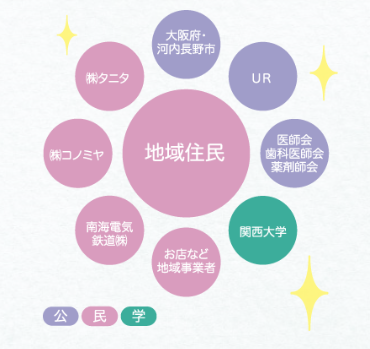 大阪府・
河内長野市
UR
医師会
歯科医師会
薬剤師会
関西大学
お店など
地域事業者
南海電気
鉄道㈱
㈱コノミヤ
㈱タニタ
地域住民
公
民
学